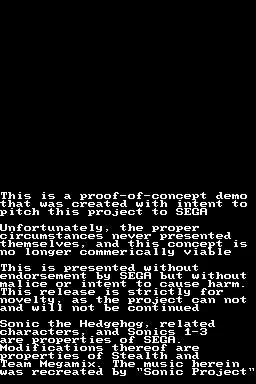 This is a proof-of-concept demo
that was created with intent to
pitch this project to SEGA
Unfortunately, the proper
circumstances never presented
themselves, and this concept is
no longer commerically viable
This is presented without
endorsement by SEGA but without
malice or intent to cause harm.
This release is strictly for
novelty, as the project can not
and will not be continued
Sonic the Hedgehog, related
characters, and Sonics 1-3
are properties of SEGA.
Modifications thereof are
properties of Stealth and
Team Megamix. The music herein
was recreated by "Sonic Project"